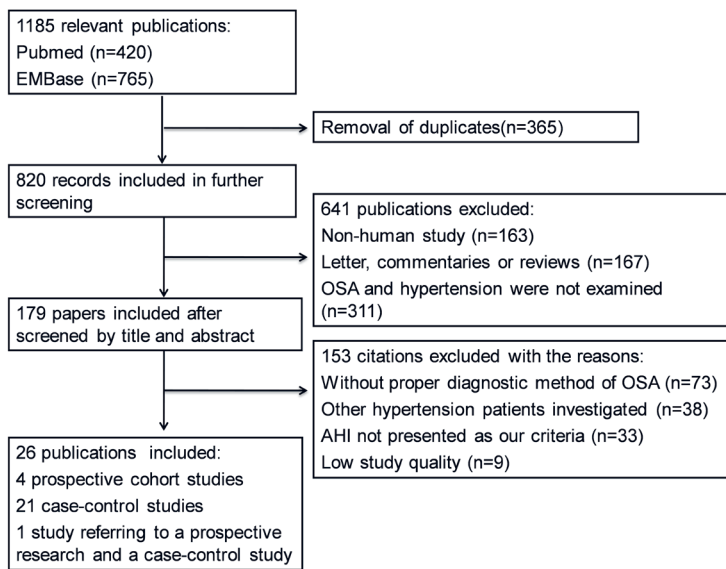 1185 relevant publications:
Pubmed (n=420)
EMBase (n=765)
Removal of duplicates(n=365)
820 records included in further
screening
641 publications excluded:
Non-human study (n=163)
Letter, commentaries or reviews (n=167)
OSA and hypertension were not examined
(n=311)
179 papers included after
screened by title and abstract
153 citations excluded with the reasons:
Without proper diagnostic method of OSA (n=73)
Other hypertension patients investigated (n=38)
AHI not presented as our criteria (n=33)
Low study quality (n=9)
26 publications included:
4 prospective cohort studies
21 case-control studies
1 study referring to a prospective
research and a case-control study